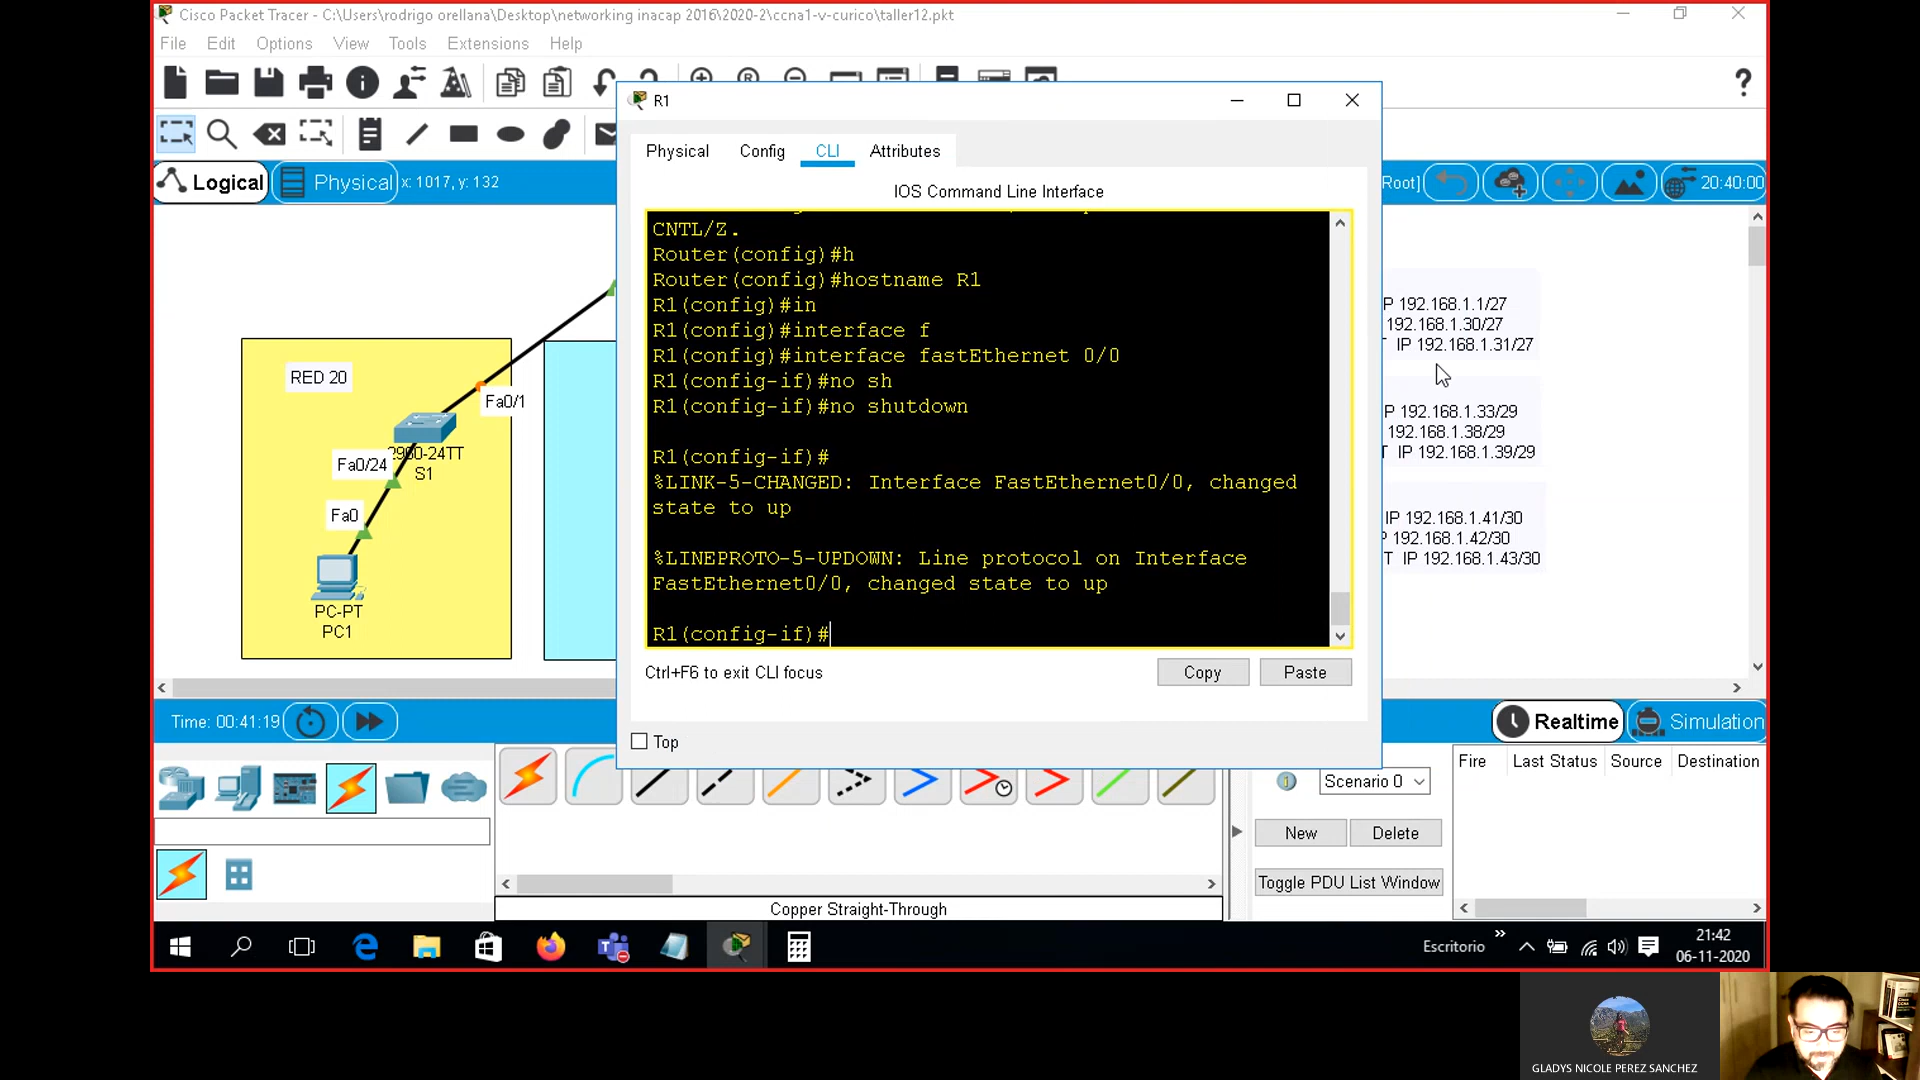 Cisco Packet Tracer - C:\Users\rodrigo orellana\Desktop\networking inacap 2016\2020-2\ccna1-v-curico\taller12.pkt
File Edit Options View Tools Extensions Help
R1
Physical Config CLI Attributes
Logical Physical x: 1017, y: 132
Root] 20:40:00
IOS Command Line Interface
CNTL/Z.
Router(config)#h
Router(config)#hostname R1
R1(config)#in
R1(config)#interface f
R1(config)#interface fastEthernet 0/0
R1(config-if)#no sh
R1(config-if)#no shutdown
R1(config-if)#
%LINK-5-CHANGED: Interface FastEthernet0/0, changed
state to up
%LINEPROTO-5-UPDOWN: Line protocol on Interface
FastEthernet0/0, changed state to up
R1(config-if)#
Ctrl+F6 to exit CLI focus
Copy Paste
Top
RED 20
Fa0/1
Fa0/24
S1
Fa0
PC-PT
PC1
P 192.168.1.1/27
192.168.1.30/27
T IP 192.168.1.31/27
P 192.168.1.33/29
192.168.1.38/29
T IP 192.168.1.39/29
IP 192.168.1.41/30
P 192.168.1.42/30
T IP 192.168.1.43/30
Time: 00:41:19
Realtime Simulation
Scenario 0
Fire Last Status Source Destination
New Delete
Toggle PDU List Window
Copper Straight-Through
Escritorio
21:42
06-11-2020
GLADYS NICOLE PEREZ SANCHEZ